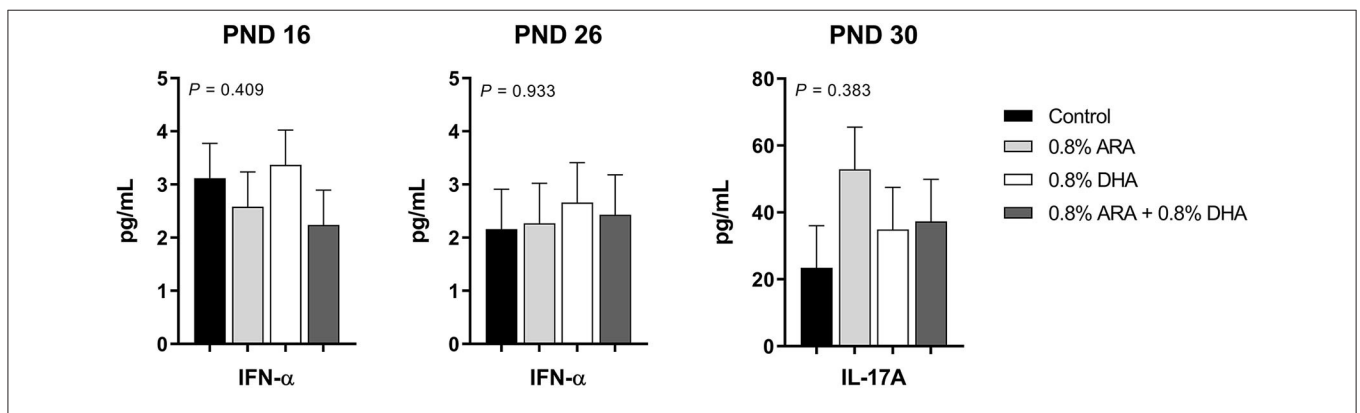 PND 16
PND 26
PND 30
5
4
3
2
1
0
pg/mL
P = 0.409
IFN-α
5
4
3
2
1
0
pg/mL
P = 0.933
IFN-α
80
60
40
20
0
pg/mL
P = 0.383
IL-17A
Control
0.8% ARA
0.8% DHA
0.8% ARA + 0.8% DHA